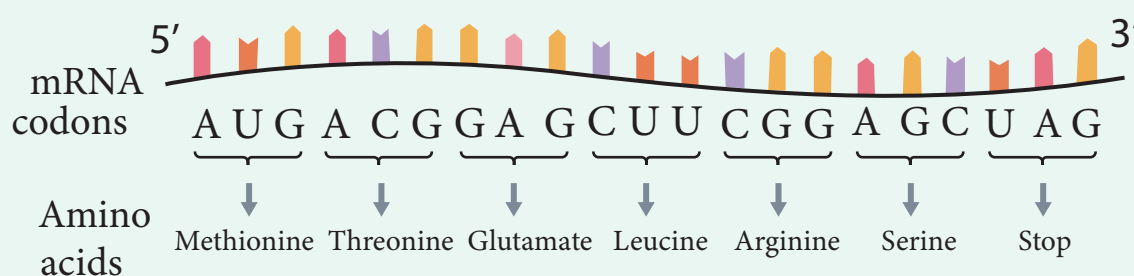 5′ 3′
mRNA
codons
A U G A C G G A G C U U C G G A G C U A G
Amino
acids
Methionine Threonine Glutamate Leucine Arginine Serine Stop